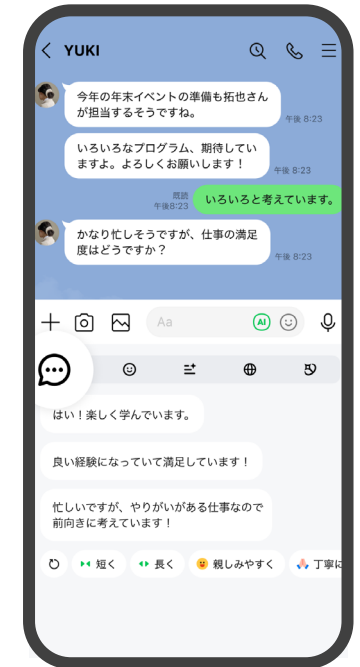 YUKI
今年の年末イベントの準備も拓也さん
が担当するそうですね。
午後 8:23
いろいろなプログラム、期待してい
ますよ。よろしくお願いします！
午後 8:23
既読
午後8:23
いろいろと考えています。
かなり忙しそうですが、仕事の満足
度はどうですか？
午後 8:23
Aa
AI
はい！楽しく学んでいます。
良い経験になっていて満足しています！
忙しいですが、やりがいがある仕事なので
前向きに考えています！
短く
長く
親しみやすく
丁寧に